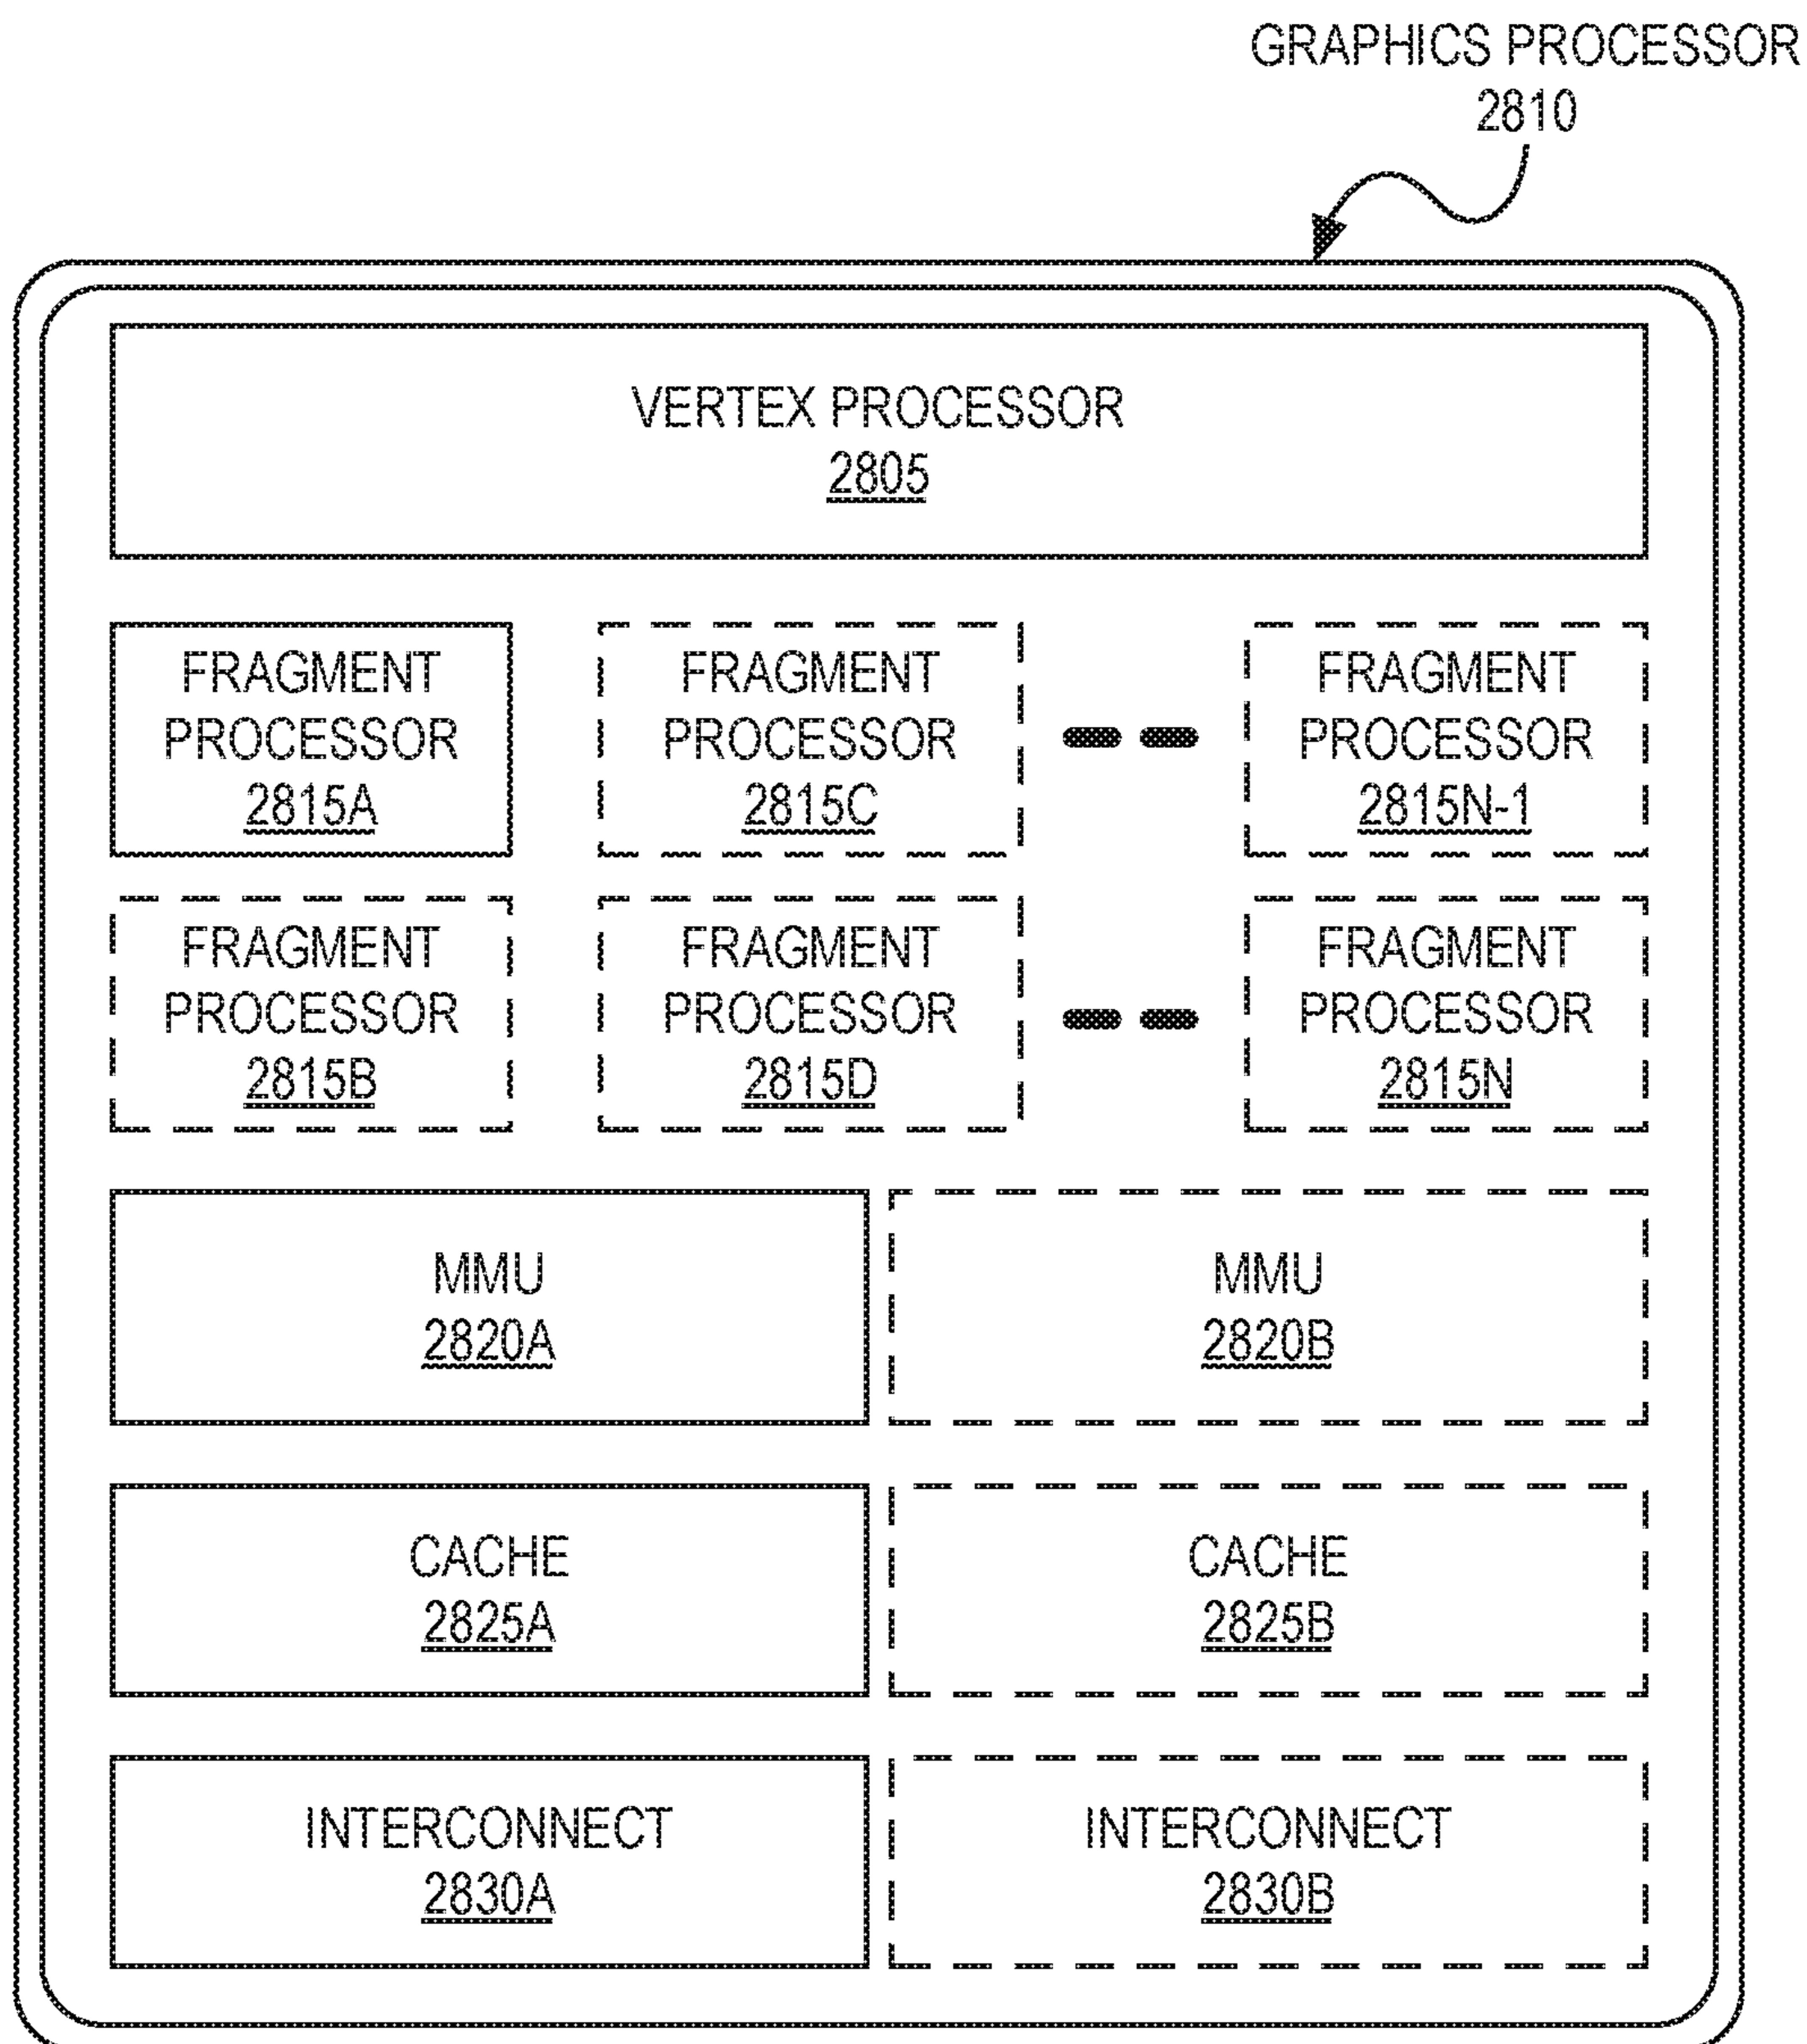 GRAPHICS PROCESSOR
2810
VERTEX PROCESSOR
2805
FRAGMENT
PROCESSOR
2815A
FRAGMENT
PROCESSOR
2815C
FRAGMENT
PROCESSOR
2815N-1
FRAGMENT
PROCESSOR
2815B
FRAGMENT
PROCESSOR
2815D
FRAGMENT
PROCESSOR
2815N
MMU
2820A
MMU
2820B
CACHE
2825A
CACHE
2825B
INTERCONNECT
2830A
INTERCONNECT
2830B